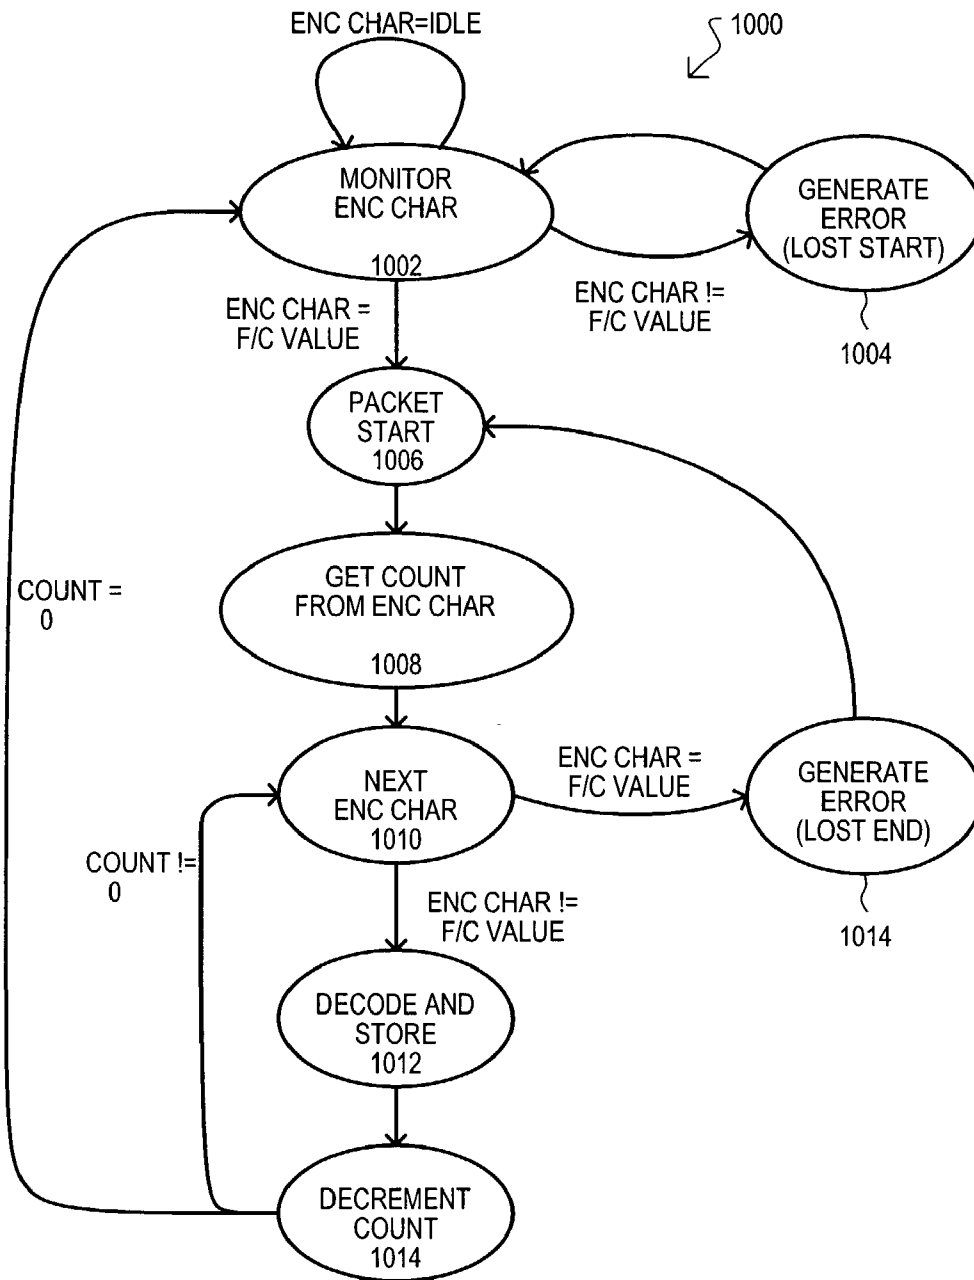 ENC CHAR=IDLE
1000
MONITOR
ENC CHAR
1002
GENERATE
ERROR
(LOST START)
1004
ENC CHAR !=
F/C VALUE
ENC CHAR =
F/C VALUE
PACKET
START
1006
GET COUNT
FROM ENC CHAR
1008
COUNT =
0
NEXT
ENC CHAR
1010
ENC CHAR =
F/C VALUE
GENERATE
ERROR
(LOST END)
1014
COUNT !=
0
ENC CHAR !=
F/C VALUE
DECODE AND
STORE
1012
DECREMENT
COUNT
1014